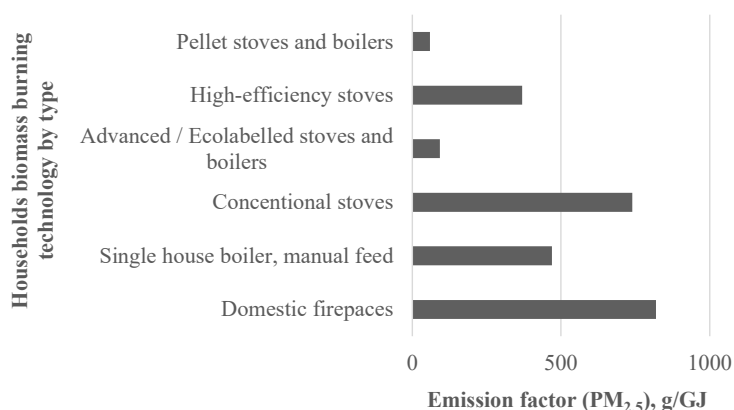 Households biomass burning
technology by type
Pellet stoves and boilers
High-efficiency stoves
Advanced / Ecolabelled stoves and
boilers
Concentional stoves
Single house boiler, manual feed
Domestic firepaces
0 500 1000
Emission factor (PM2.5), g/GJ